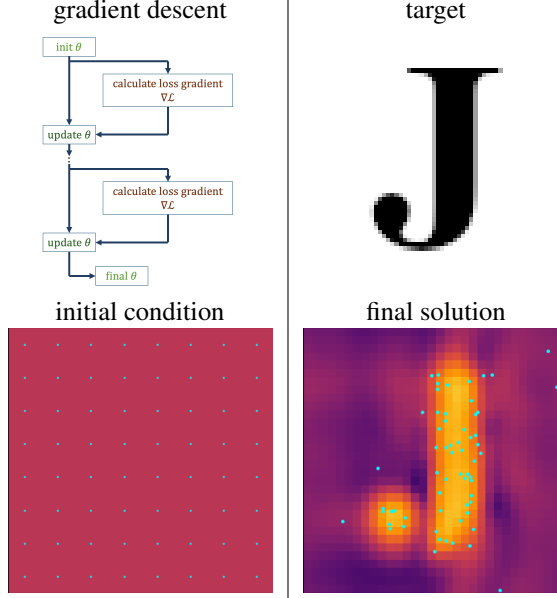 gradient descent
init θ
calculate loss gradient
∇ℒ
update θ
⋮
calculate loss gradient
∇ℒ
update θ
final θ
target
J
initial condition
final solution